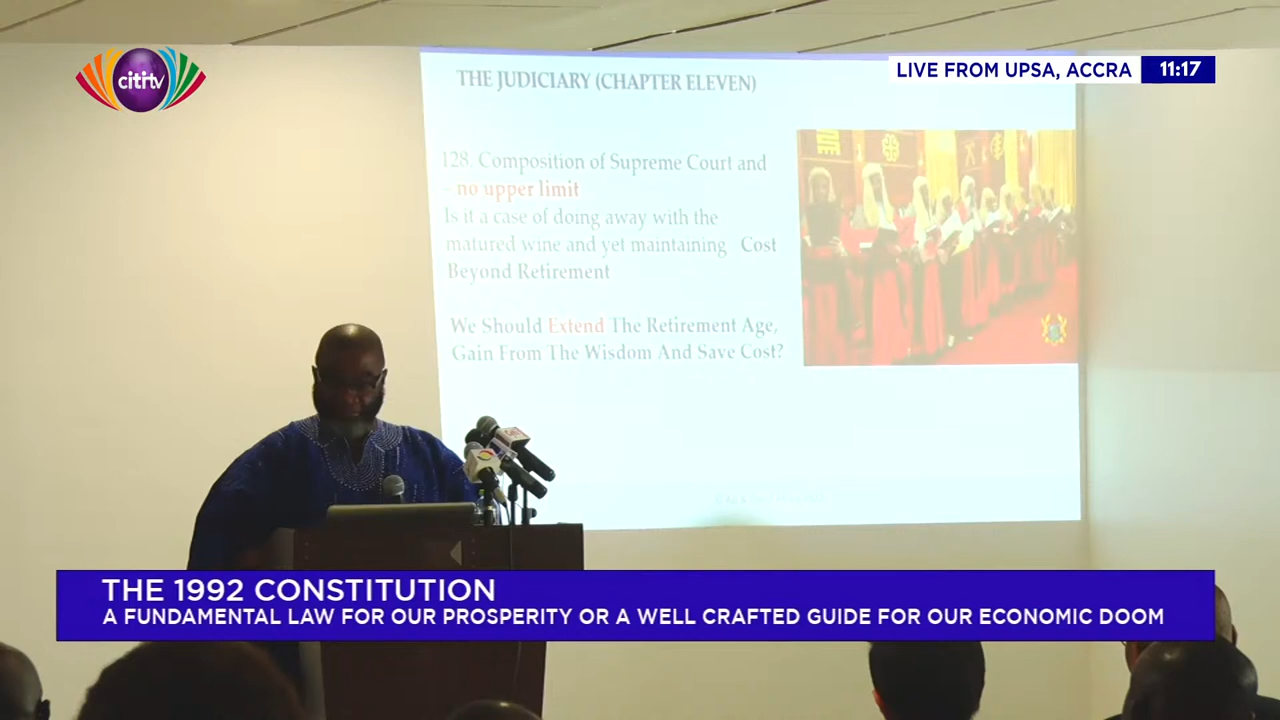 citi tv
LIVE FROM UPSA, ACCRA 11:17
THE JUDICIARY (CHAPTER ELEVEN)
128. Composition of Supreme Court and
- no upper limit
Is it a case of doing away with the
matured wine and yet maintaining Cost
Beyond Retirement
We Should Extend The Retirement Age,
Gain From The Wisdom And Save Cost?
THE 1992 CONSTITUTION
A FUNDAMENTAL LAW FOR OUR PROSPERITY OR A WELL CRAFTED GUIDE FOR OUR ECONOMIC DOOM